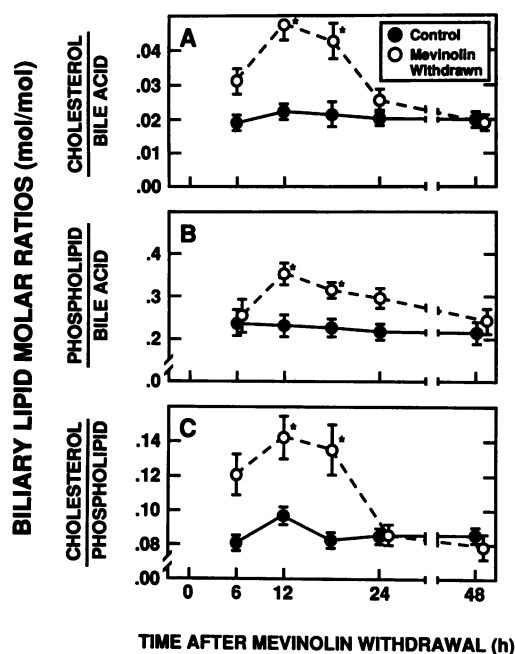 BILIARY LIPID MOLAR RATIOS (mol/mol)
CHOLESTEROL
BILE ACID
A
Control
Mevinolin
Withdrawn
.04
.03
.02
.01
.00
*
*
PHOSPHOLIPID
BILE ACID
B
.4
.3
.2
.0
*
*
CHOLESTEROL
PHOSPHOLIPID
C
.14
.12
.10
.08
.00
*
*
0 6 12 24 48
TIME AFTER MEVINOLIN WITHDRAWAL (h)